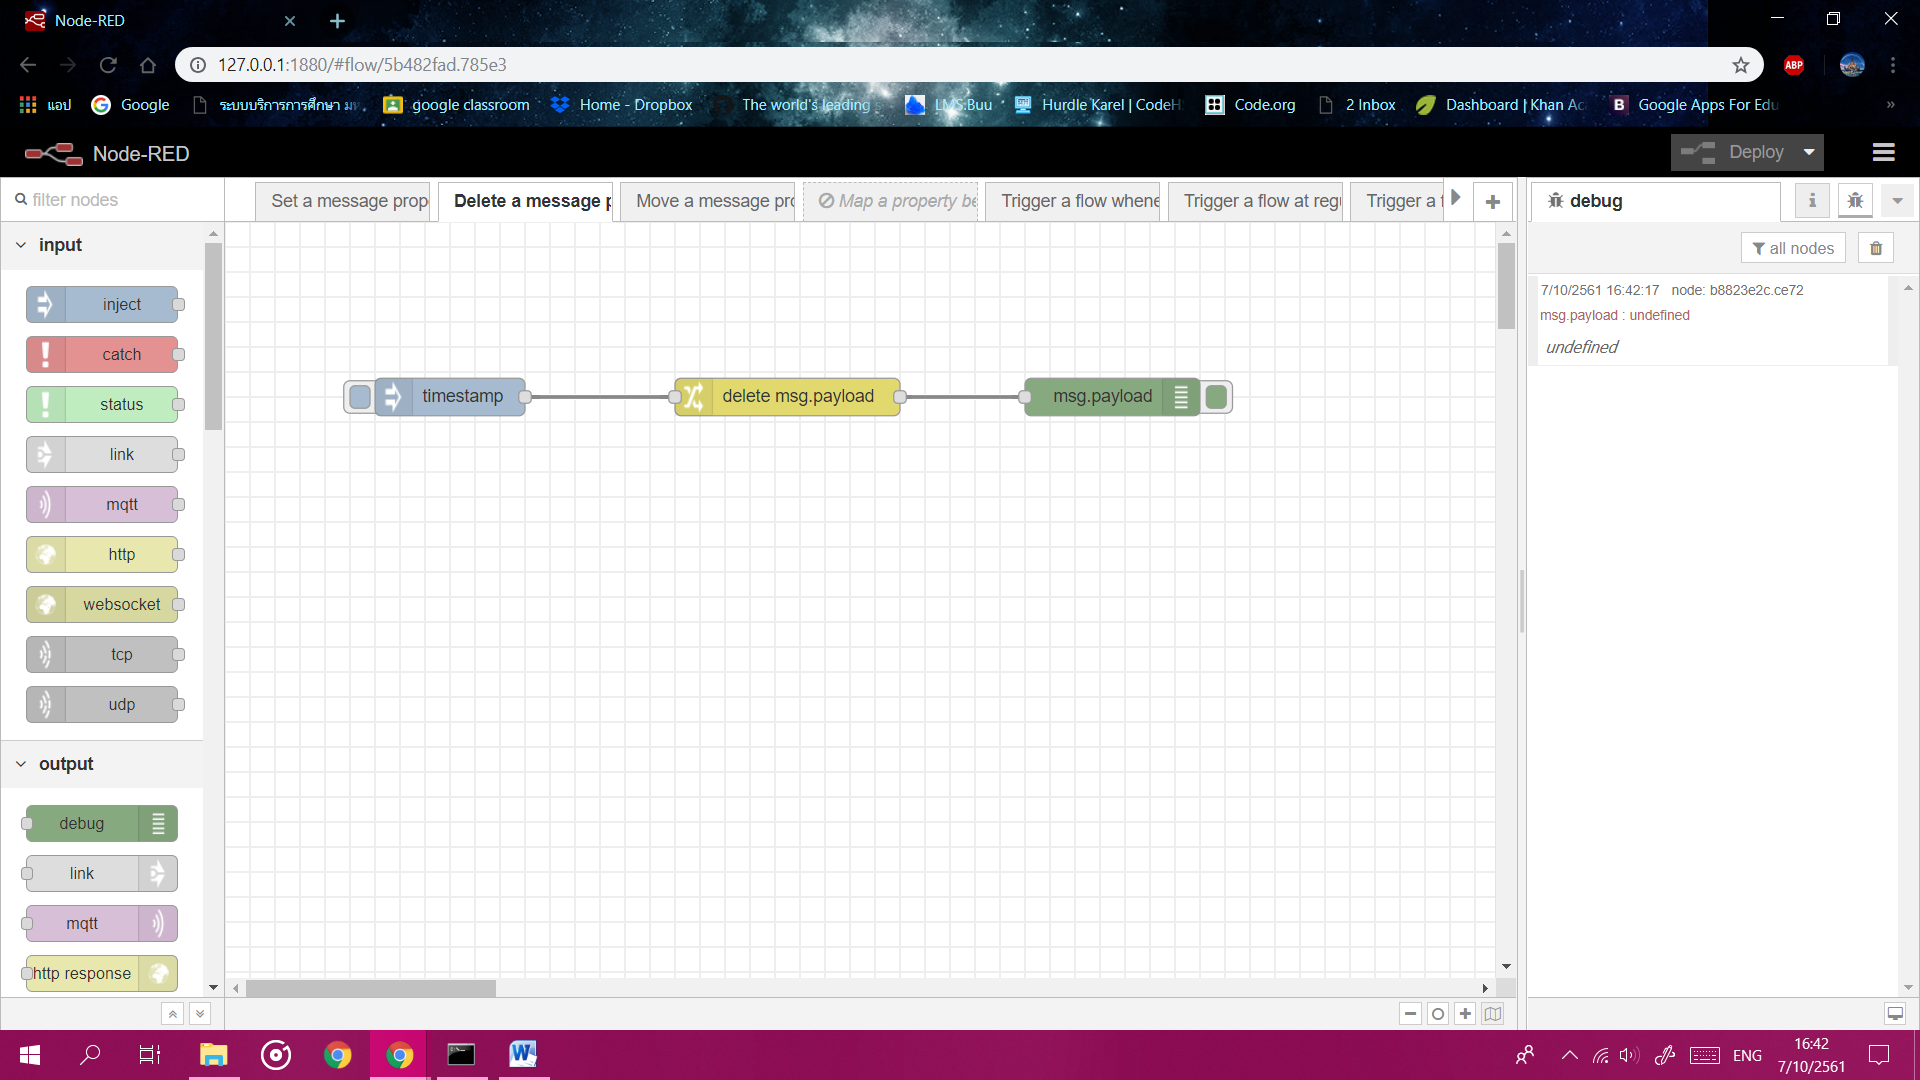 Node-RED
127.0.0.1:1880/#flow/5b482fad.785e3
ABP
แอป Google ระบบบริการการศึกษา มห google classroom Home - Dropbox The world's leading s LMS:Buu Hurdle Karel | CodeH Code.org 2 Inbox Dashboard | Khan Ac B Google Apps For Edu »
Node-RED Deploy
filter nodes
Set a message prop Delete a message p Move a message pro Map a property be Trigger a flow whene Trigger a flow at regu Trigger a f
debug
all nodes
input
inject
catch
status
link
mqtt
http
websocket
tcp
udp
output
debug
link
mqtt
http response
timestamp delete msg.payload msg.payload
7/10/2561 16:42:17 node: b8823e2c.ce72
msg.payload : undefined
undefined
ENG
16:42
7/10/2561